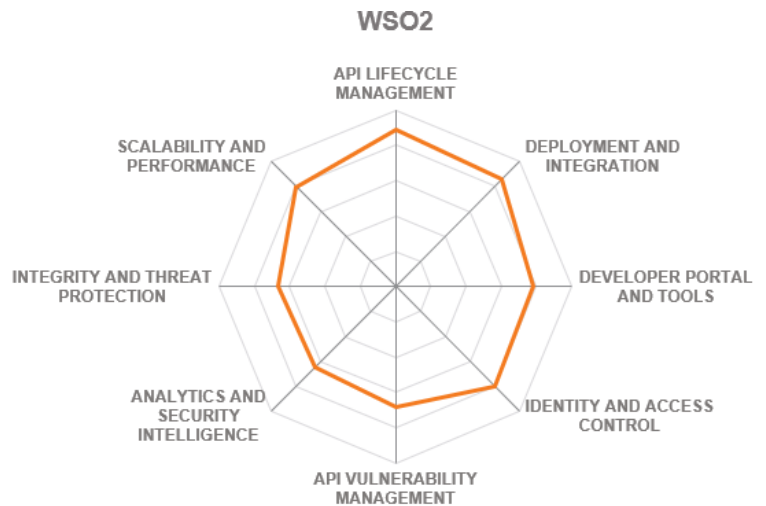 WSO2
API LIFECYCLE
MANAGEMENT
SCALABILITY AND
PERFORMANCE
DEPLOYMENT AND
INTEGRATION
INTEGRITY AND THREAT
PROTECTION
DEVELOPER PORTAL
AND TOOLS
ANALYTICS AND
SECURITY
INTELLIGENCE
IDENTITY AND ACCESS
CONTROL
API VULNERABILITY
MANAGEMENT